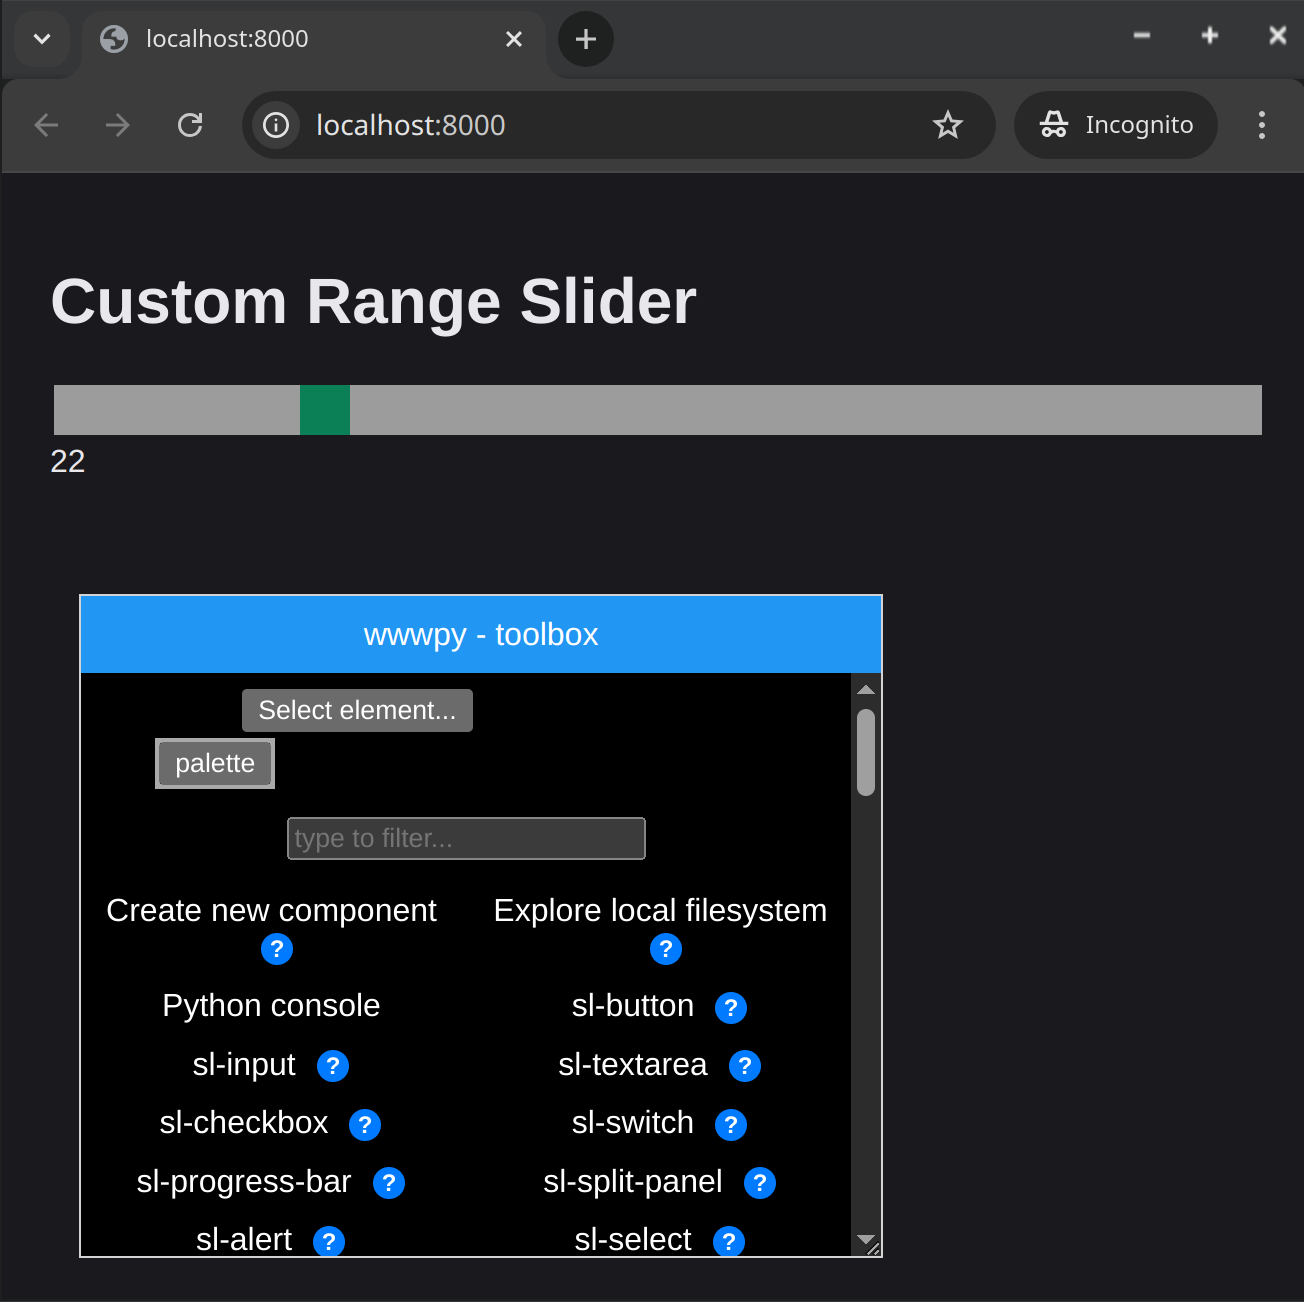 localhost:8000
localhost:8000
Incognito
Custom Range Slider
22
wwwpy - toolbox
Select element...
palette
type to filter...
Create new component ? Explore local filesystem ?
Python console sl-button ?
sl-input ? sl-textarea ?
sl-checkbox ? sl-switch ?
sl-progress-bar ? sl-split-panel ?
sl-alert ? sl-select ?